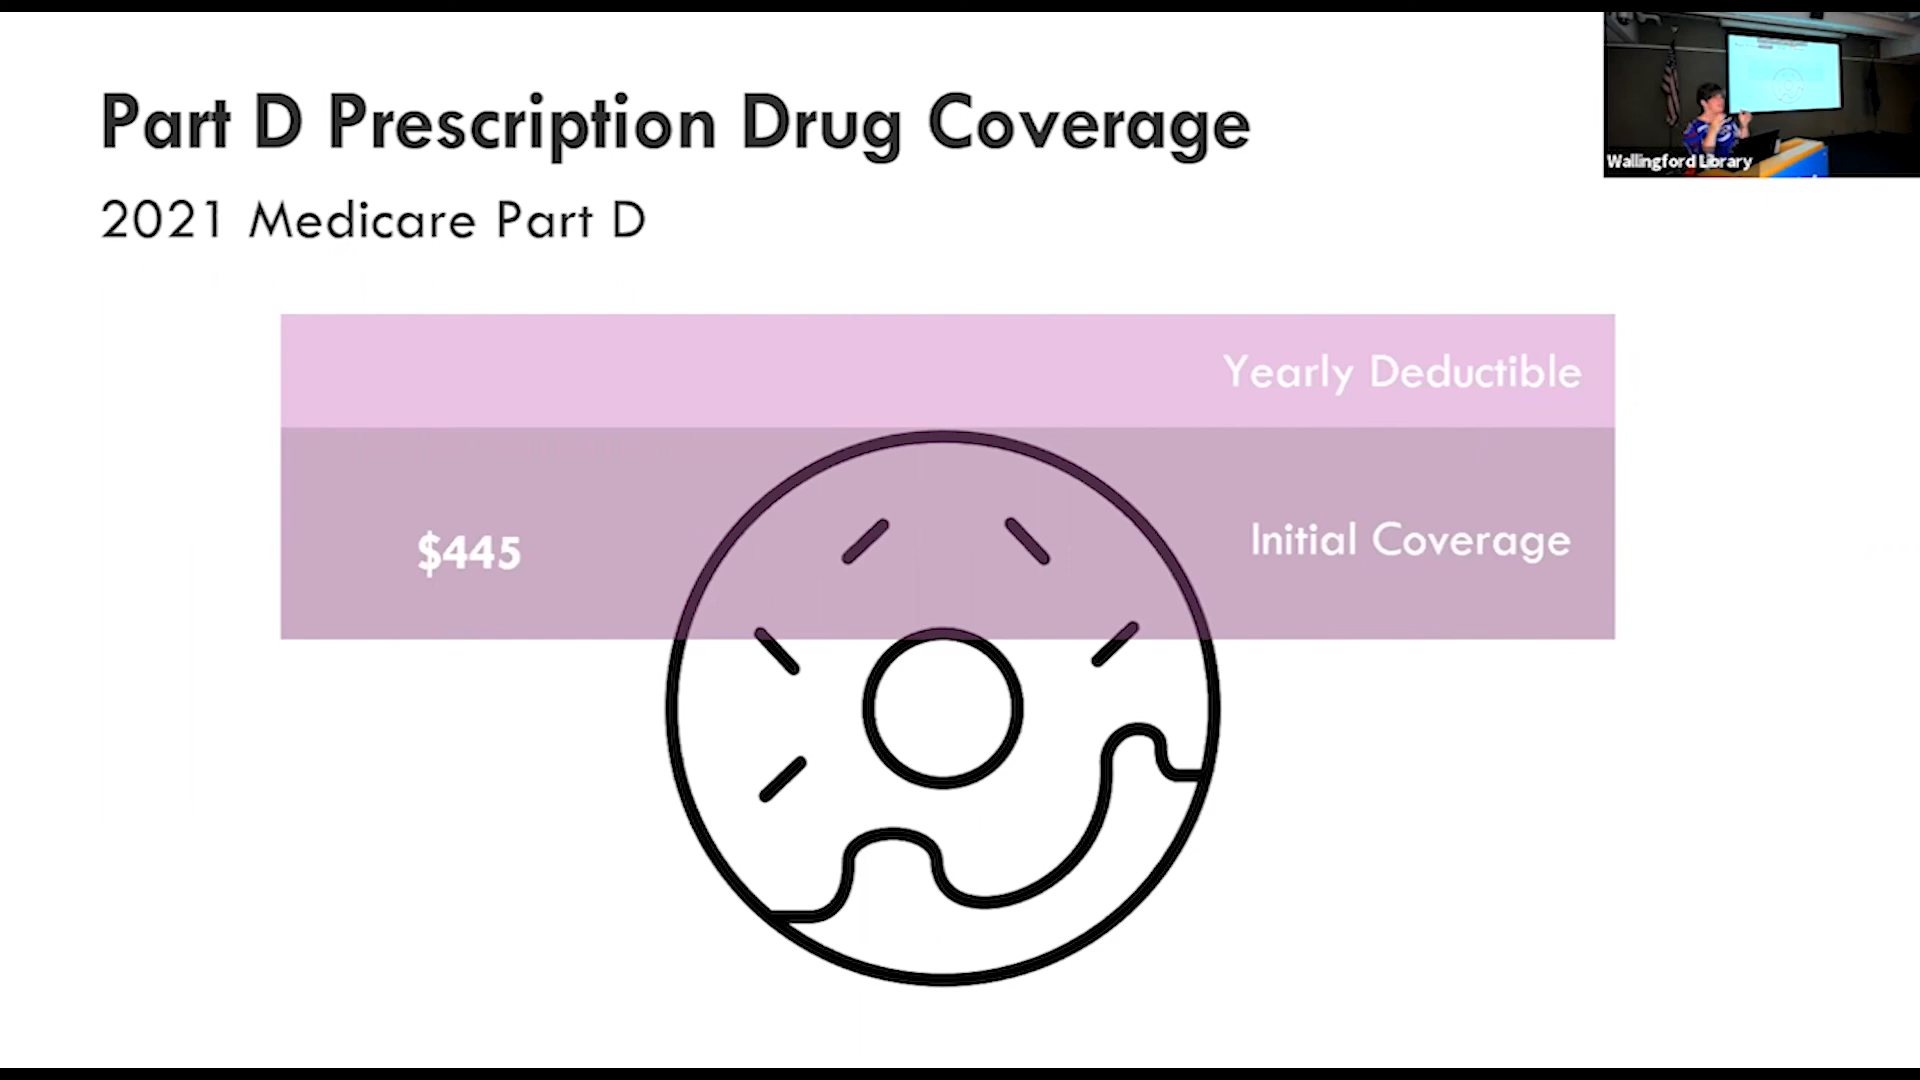 Part D Prescription Drug Coverage
2021 Medicare Part D
Wallingford Library
Yearly Deductible
$445
Initial Coverage